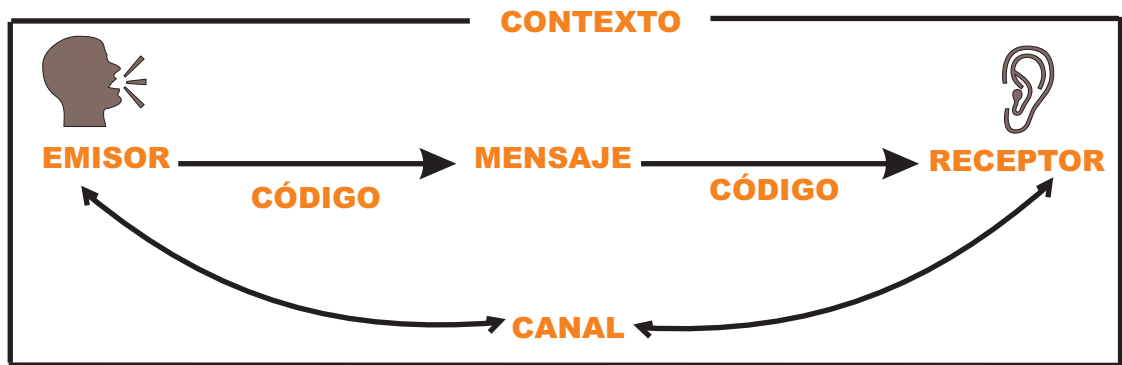 CONTEXTO
EMISOR
MENSAJE
RECEPTOR
CÓDIGO
CÓDIGO
CANAL